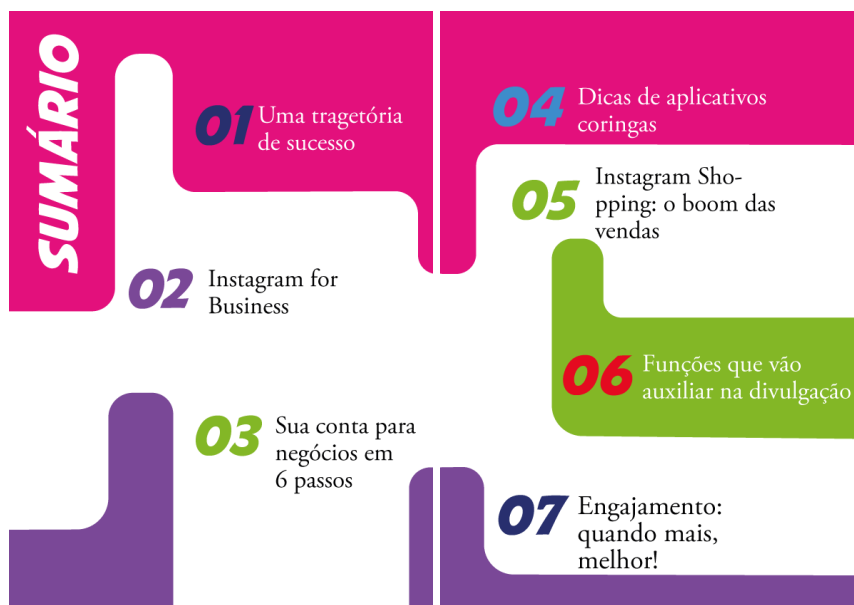 SUMÁRIO
01
Uma tragetória
de sucesso
02
Instagram for
Business
03
Sua conta para
negócios em
6 passos
04
Dicas de aplicativos
coringas
05
Instagram Sho-
pping: o boom das
vendas
06
Funções que vão
auxiliar na divulgação
07
Engajamento:
quando mais,
melhor!